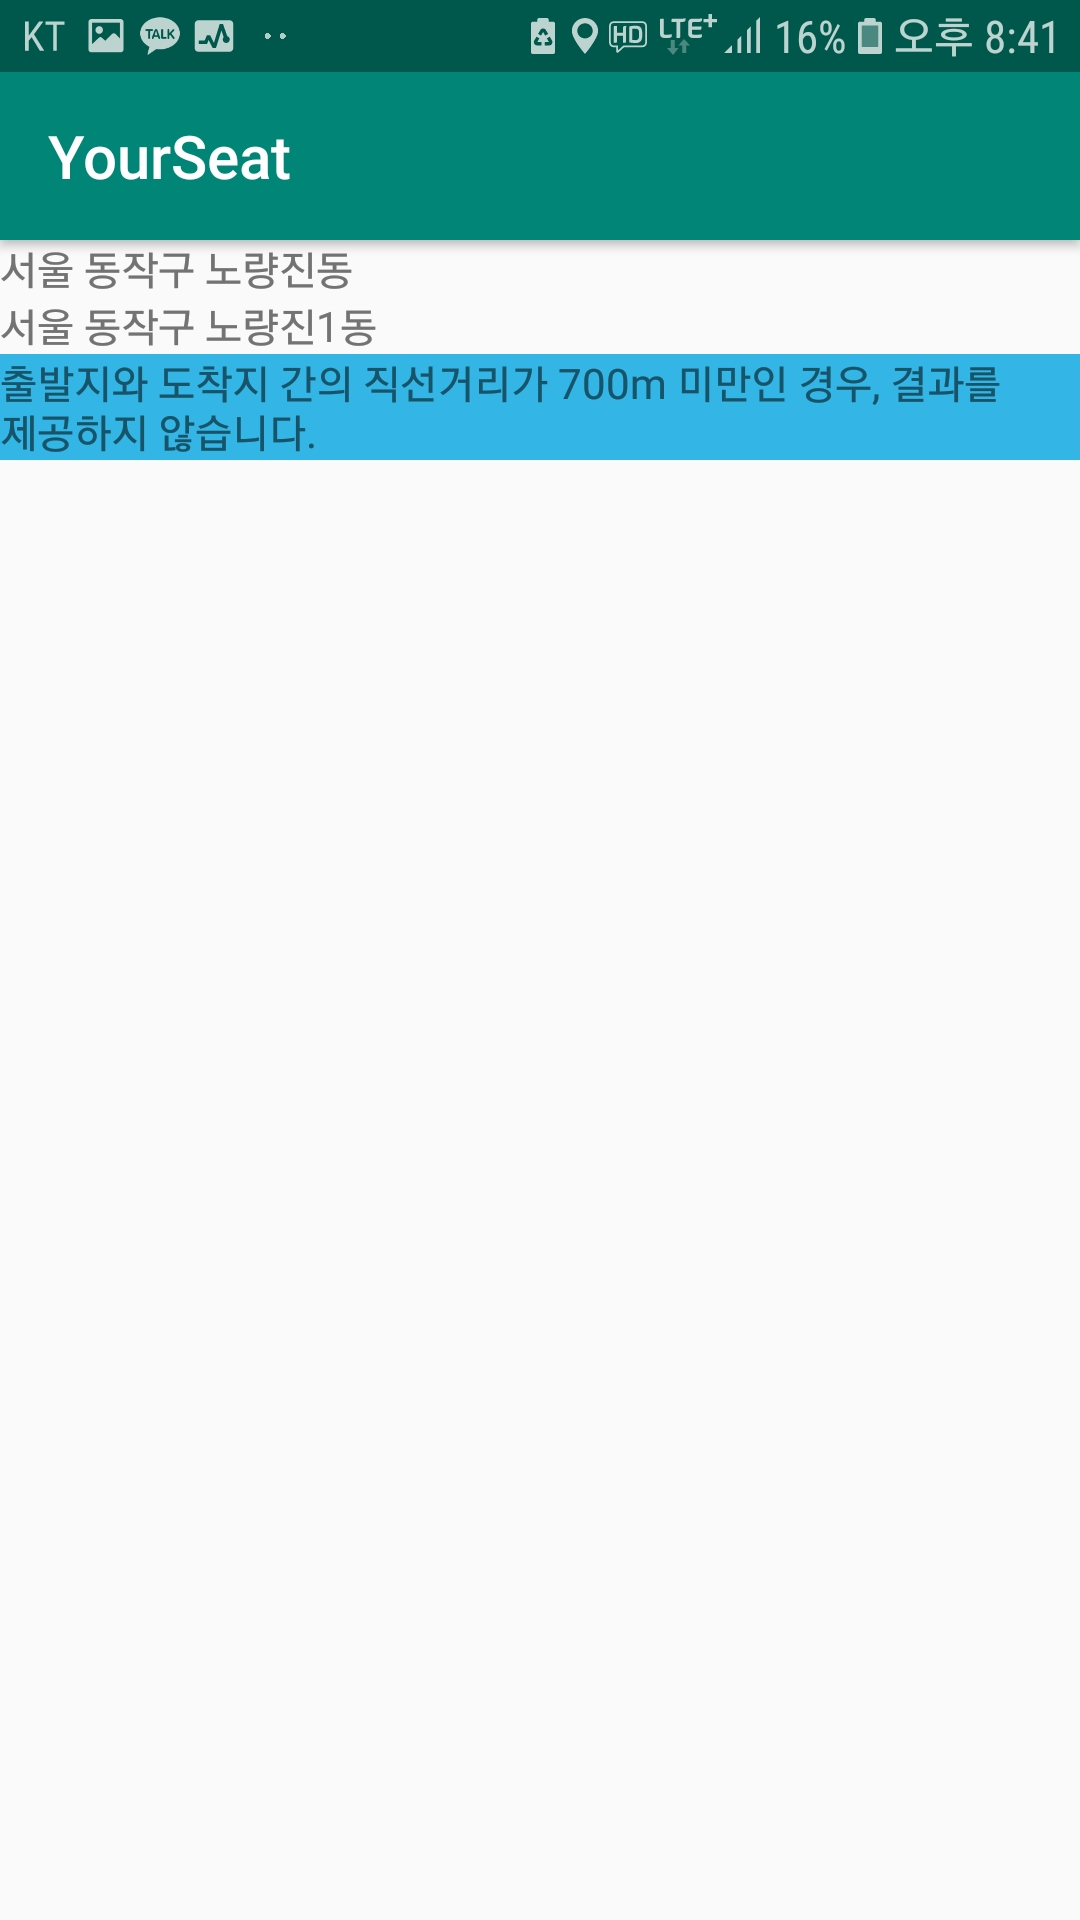 KT TALK HD LTE+ 16% 오후 8:41
YourSeat
서울 동작구 노량진동
서울 동작구 노량진1동
출발지와 도착지 간의 직선거리가 700m 미만인 경우, 결과를
제공하지 않습니다.